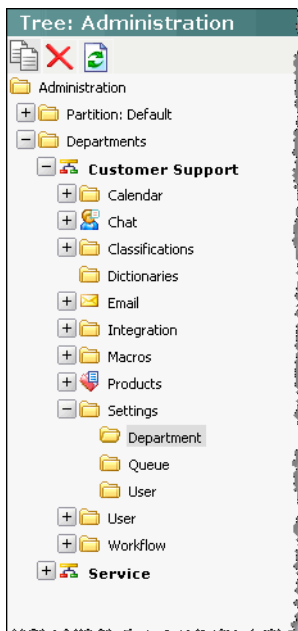 Tree: Administration
Administration
Partition: Default
Departments
Customer Support
Calendar
Chat
Classifications
Dictionaries
Email
Integration
Macros
Products
Settings
Department
Queue
User
User
Workflow
Service